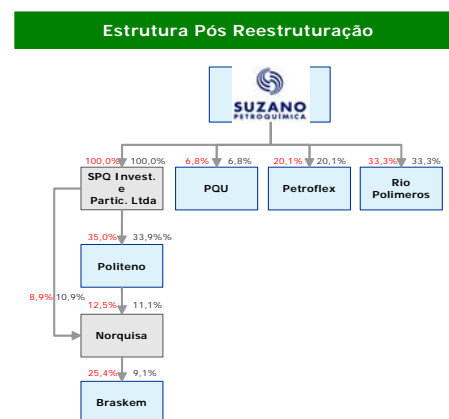 Estrutura Pós Reestruturação
SUZANO
PETROQUÍMICA
100,0% 100,0% 6,8% 6,8% 20,1% 20,1% 33,3% 33,3%
SPQ Invest.
e
Partic. Ltda
PQU
Petroflex
Rio
Polimeros
35,0% 33,9%%
Politeno
8,9% 10,9%
12,5% 11,1%
Norquisa
25,4% 9,1%
Braskem